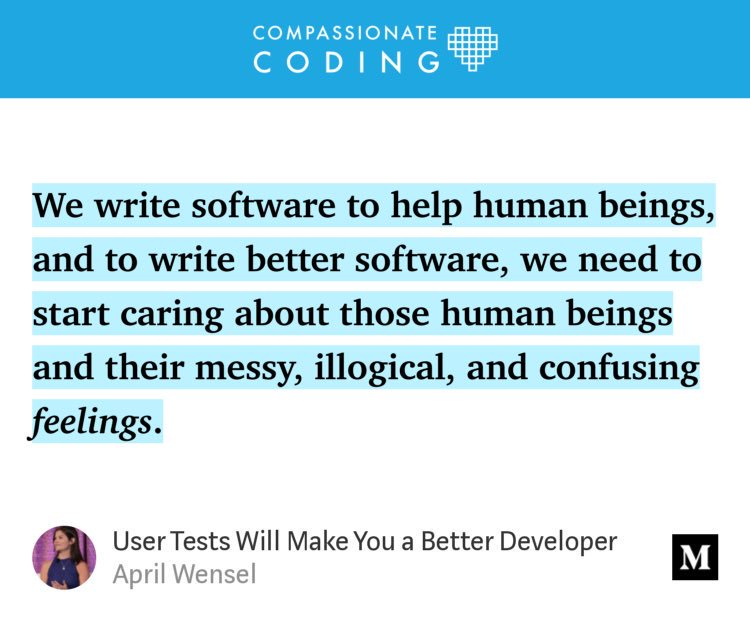 COMPASSIONATE
CODING
We write software to help human beings,
and to write better software, we need to
start caring about those human beings
and their messy, illogical, and confusing
feelings.
User Tests Will Make You a Better Developer
April Wensel
M